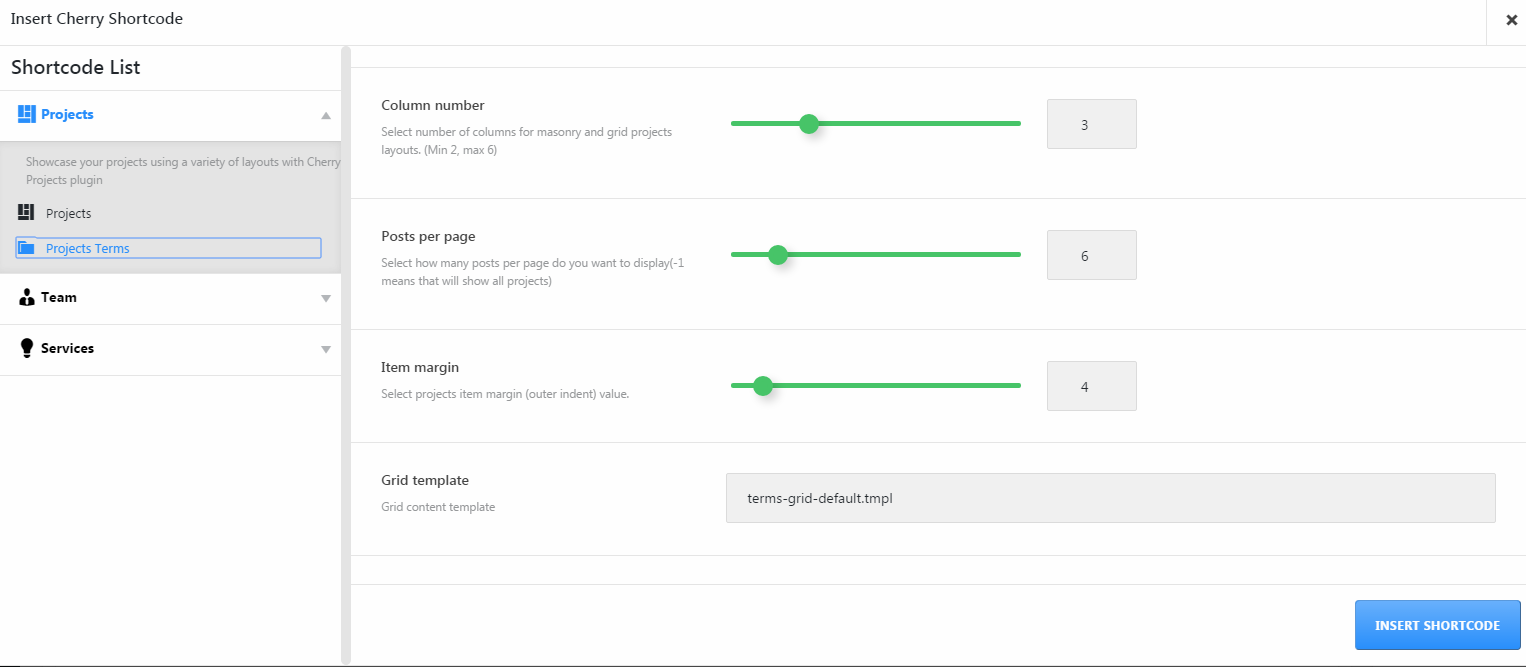 Insert Cherry Shortcode
Shortcode List
Projects
Showcase your projects using a variety of layouts with Cherry
Projects plugin
Projects
Projects Terms
Team
Services
Column number
Select number of columns for masonry and grid projects
layouts. (Min 2, max 6)
3
Posts per page
Select how many posts per page do you want to display(-1
means that will show all projects)
6
Item margin
Select projects item margin (outer indent) value.
4
Grid template
Grid content template
terms-grid-default.tmpl
INSERT SHORTCODE